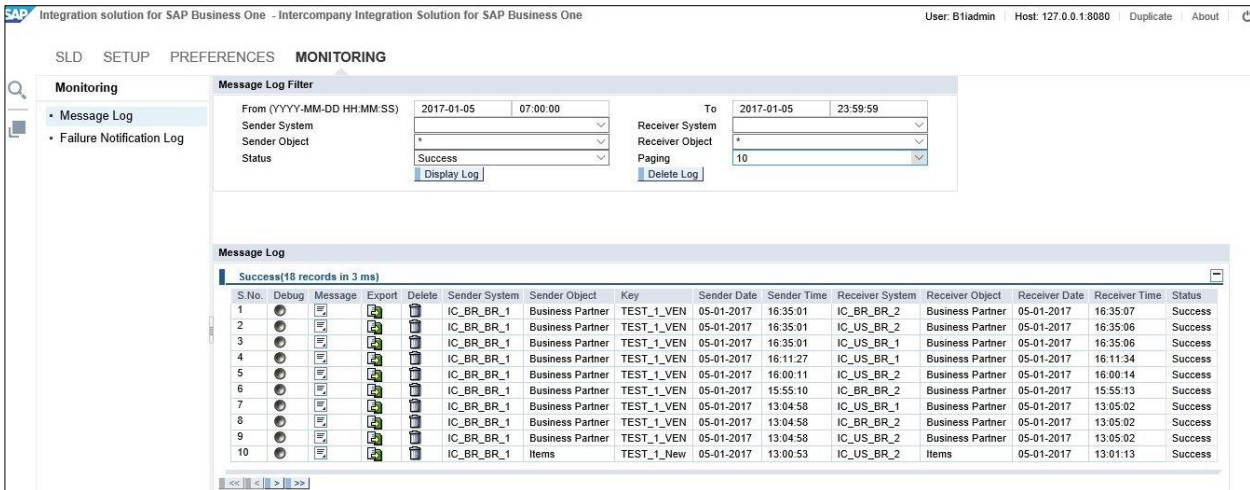 SAP Integration solution for SAP Business One - Intercompany Integration Solution for SAP Business One User: B1iadmin Host: 127.0.0.1:8080 Duplicate About
SLD SETUP PREFERENCES MONITORING
Monitoring
• Message Log
• Failure Notification Log
Message Log Filter
From (YYYY-MM-DD HH:MM:SS) 2017-01-05 07:00:00 To 2017-01-05 23:59:59
Sender System Receiver System
Sender Object * Receiver Object *
Status Success Paging 10
Display Log Delete Log
Message Log
Success(18 records in 3 ms)
S.No. Debug Message Export Delete Sender System Sender Object Key Sender Date Sender Time Receiver System Receiver Object Receiver Date Receiver Time Status
1 IC_BR_BR_1 Business Partner TEST_1_VEN 05-01-2017 16:35:01 IC_BR_BR_2 Business Partner 05-01-2017 16:35:07 Success
2 IC_BR_BR_1 Business Partner TEST_1_VEN 05-01-2017 16:35:01 IC_US_BR_2 Business Partner 05-01-2017 16:35:06 Success
3 IC_BR_BR_1 Business Partner TEST_1_VEN 05-01-2017 16:35:01 IC_US_BR_1 Business Partner 05-01-2017 16:35:06 Success
4 IC_BR_BR_1 Business Partner TEST_1_VEN 05-01-2017 16:11:27 IC_US_BR_1 Business Partner 05-01-2017 16:11:34 Success
5 IC_BR_BR_1 Business Partner TEST_1_VEN 05-01-2017 16:00:11 IC_US_BR_2 Business Partner 05-01-2017 16:00:14 Success
6 IC_BR_BR_1 Business Partner TEST_1_VEN 05-01-2017 15:55:10 IC_BR_BR_2 Business Partner 05-01-2017 15:55:13 Success
7 IC_BR_BR_1 Business Partner TEST_1_VEN 05-01-2017 13:04:58 IC_US_BR_1 Business Partner 05-01-2017 13:05:02 Success
8 IC_BR_BR_1 Business Partner TEST_1_VEN 05-01-2017 13:04:58 IC_BR_BR_2 Business Partner 05-01-2017 13:05:02 Success
9 IC_BR_BR_1 Business Partner TEST_1_VEN 05-01-2017 13:04:58 IC_US_BR_2 Business Partner 05-01-2017 13:05:02 Success
10 IC_BR_BR_1 Items TEST_1_New 05-01-2017 13:00:53 IC_US_BR_2 Items 05-01-2017 13:01:13 Success
<< < > >>